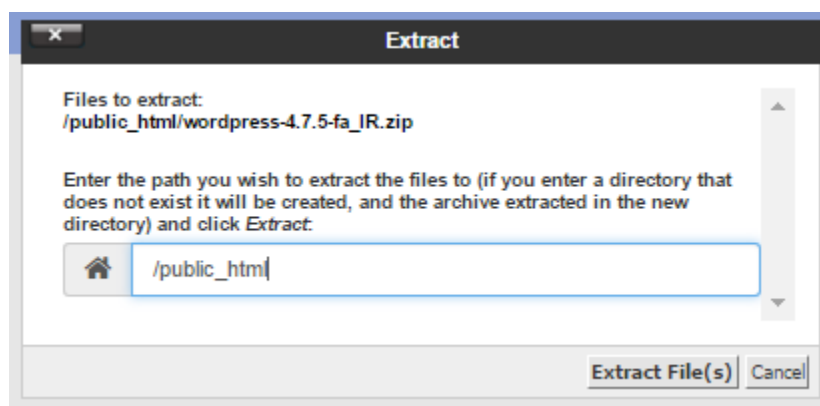 Extract
Files to extract:
/public_html/wordpress-4.7.5-fa_IR.zip
Enter the path you wish to extract the files to (if you enter a directory that
does not exist it will be created, and the archive extracted in the new
directory) and click Extract:
/public_html
Extract File(s) Cancel